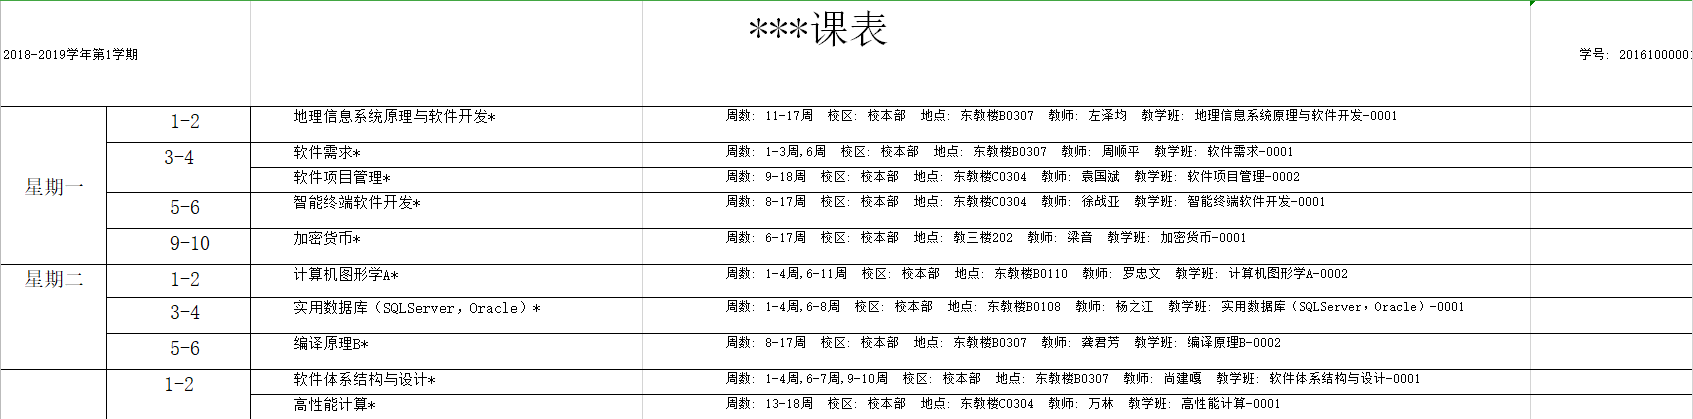 ***课表
2018-2019学年第1学期 学号: 2016100001
星期一
1-2 地理信息系统原理与软件开发* 周数: 11-17周 校区: 校本部 地点: 东教楼B0307 教师: 左泽均 教学班: 地理信息系统原理与软件开发-0001
3-4 软件需求* 周数: 1-3周,6周 校区: 校本部 地点: 东教楼B0307 教师: 周顺平 教学班: 软件需求-0001
软件项目管理* 周数: 9-18周 校区: 校本部 地点: 东教楼C0304 教师: 袁国斌 教学班: 软件项目管理-0002
5-6 智能终端软件开发* 周数: 8-17周 校区: 校本部 地点: 东教楼C0304 教师: 徐战亚 教学班: 智能终端软件开发-0001
9-10 加密货币* 周数: 6-17周 校区: 校本部 地点: 教三楼202 教师: 梁音 教学班: 加密货币-0001
星期二
1-2 计算机图形学A* 周数: 1-4周,6-11周 校区: 校本部 地点: 东教楼B0110 教师: 罗忠文 教学班: 计算机图形学A-0002
3-4 实用数据库（SQLServer，Oracle）* 周数: 1-4周,6-8周 校区: 校本部 地点: 东教楼B0108 教师: 杨之江 教学班: 实用数据库（SQLServer，Oracle）-0001
5-6 编译原理B* 周数: 8-17周 校区: 校本部 地点: 东教楼B0307 教师: 龚君芳 教学班: 编译原理B-0002
1-2 软件体系结构与设计* 周数: 1-4周,6-7周,9-10周 校区: 校本部 地点: 东教楼B0307 教师: 尚建嘎 教学班: 软件体系结构与设计-0001
高性能计算* 周数: 13-18周 校区: 校本部 地点: 东教楼C0304 教师: 万林 教学班: 高性能计算-0001